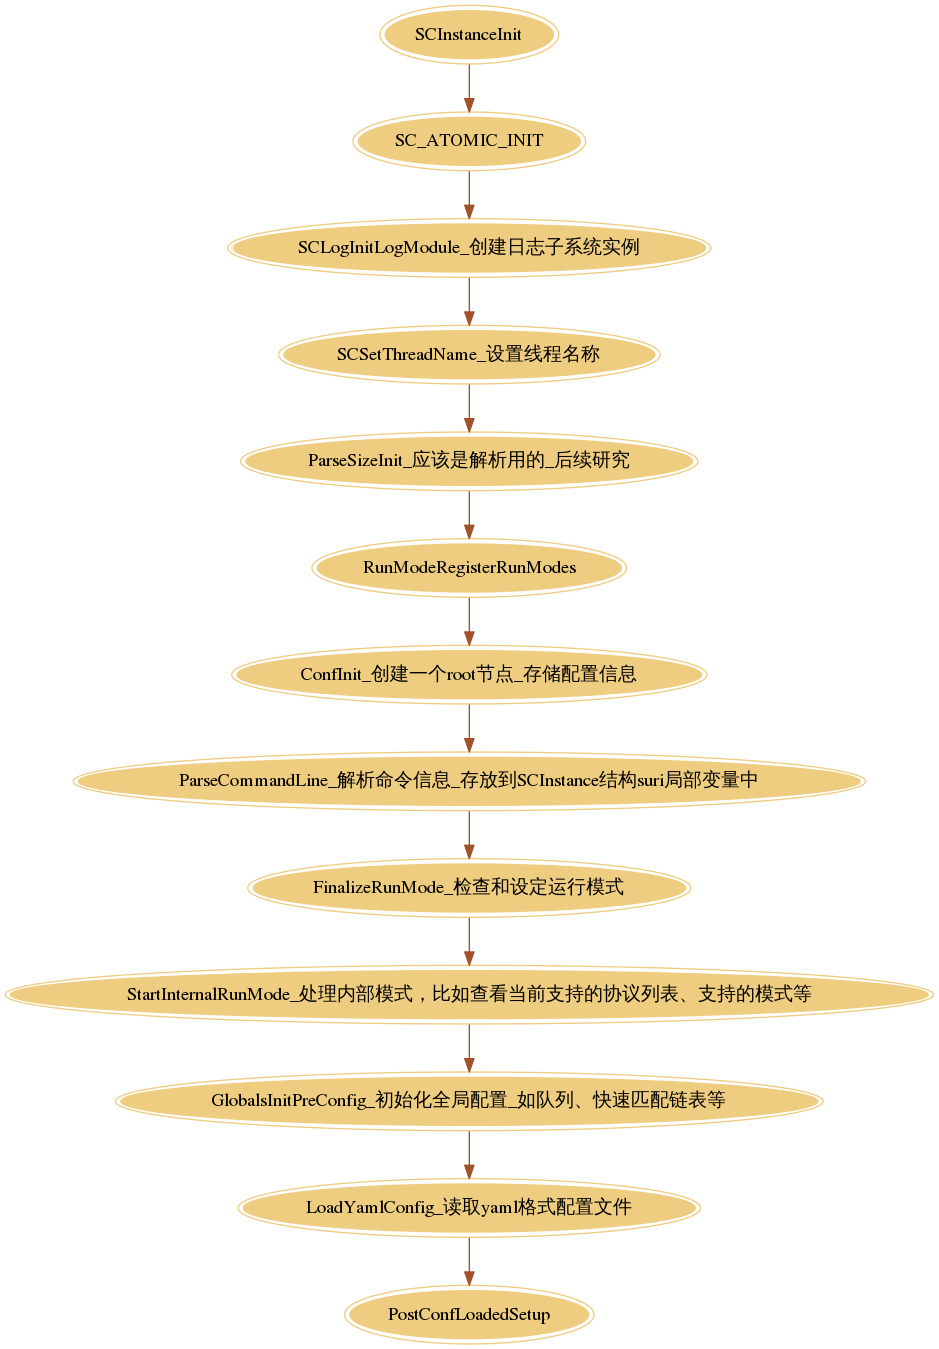 SCInstanceInit
SC_ATOMIC_INIT
SCLogInitLogModule_创建日志子系统实例
SCSetThreadName_设置线程名称
ParseSizeInit_应该是解析用的_后续研究
RunModeRegisterRunModes
ConfInit_创建一个root节点_存储配置信息
ParseCommandLine_解析命令信息_存放到SCInstance结构suri局部变量中
FinalizeRunMode_检查和设定运行模式
StartInternalRunMode_处理内部模式，比如查看当前支持的协议列表、支持的模式等
GlobalsInitPreConfig_初始化全局配置_如队列、快速匹配链表等
LoadYamlConfig_读取yaml格式配置文件
PostConfLoadedSetup